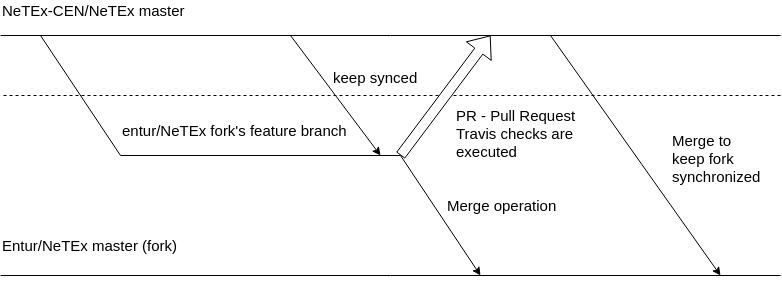 NeTEx-CEN/NeTEx master
keep synced
entur/NeTEx fork's feature branch
PR - Pull Request
Travis checks are
executed
Merge to
keep fork
synchronized
Merge operation
Entur/NeTEx master (fork)